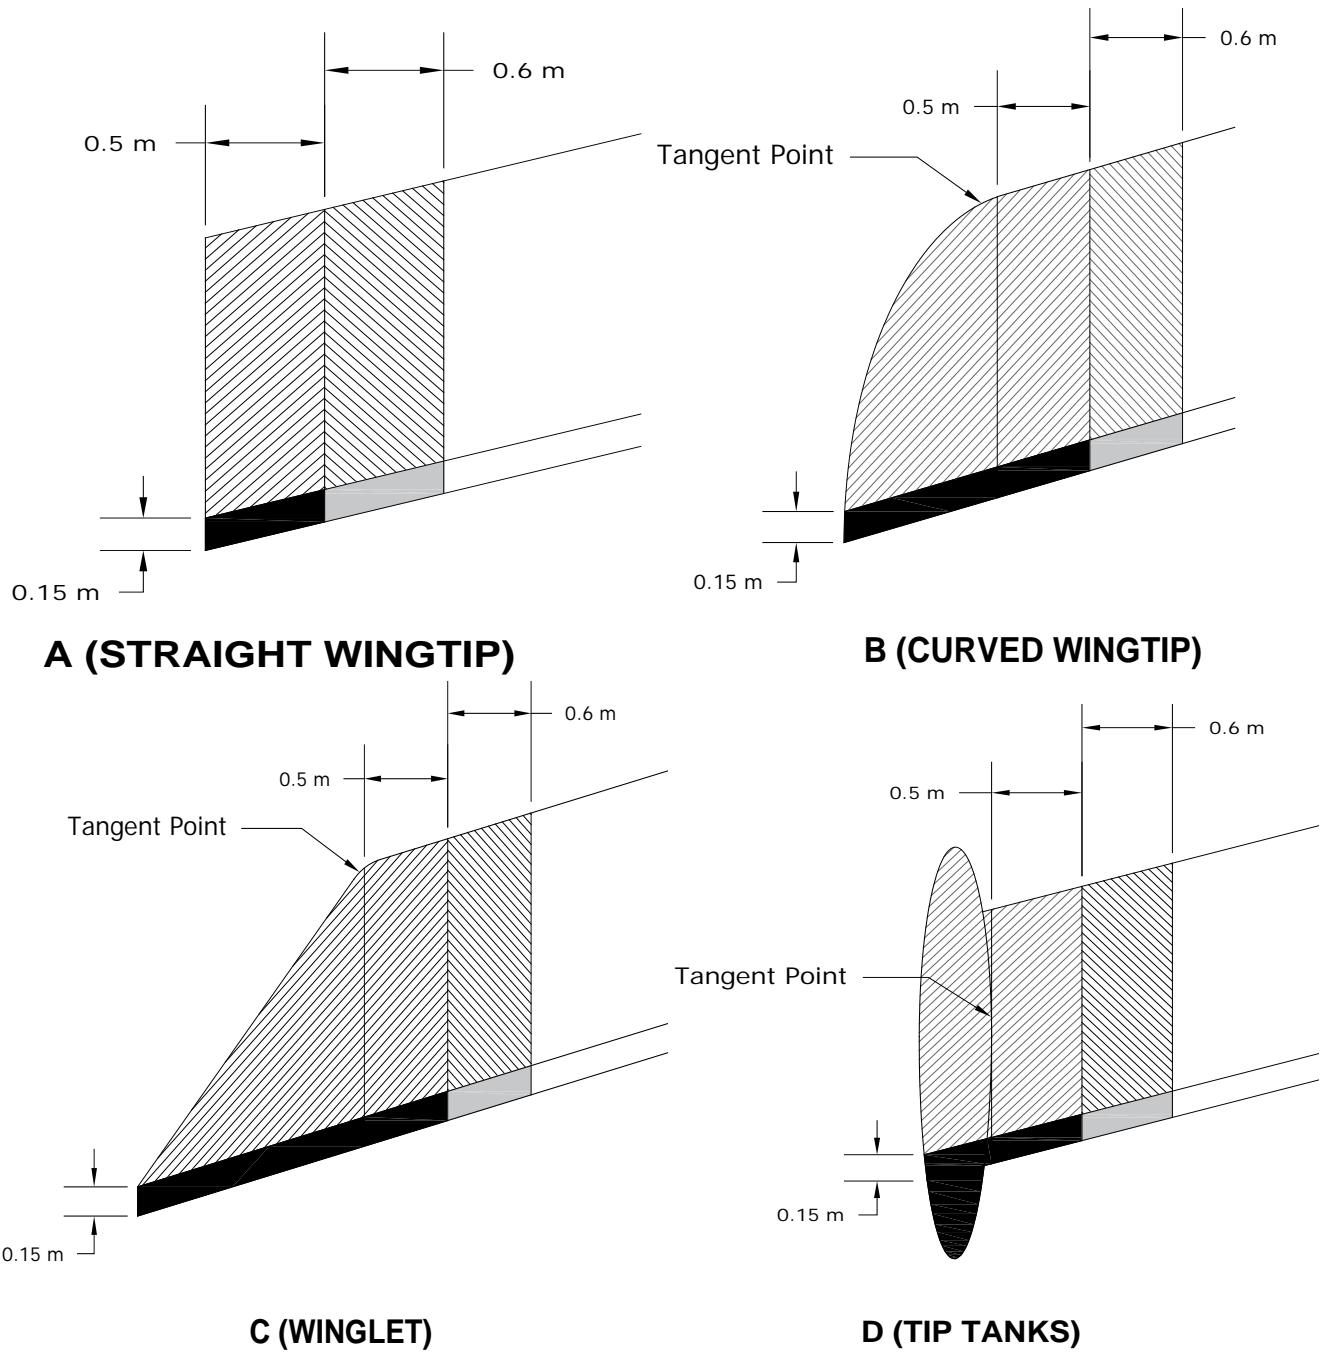 0.6 m
0.5 m
0.15 m
A (STRAIGHT WINGTIP)
0.6 m
0.5 m
Tangent Point
0.15 m
B (CURVED WINGTIP)
0.6 m
0.5 m
Tangent Point
0.15 m
C (WINGLET)
0.6 m
0.5 m
Tangent Point
0.15 m
D (TIP TANKS)